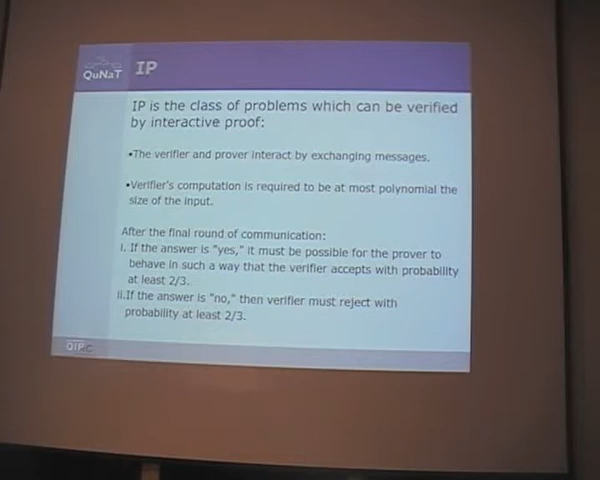 QuNaT
IP
IP is the class of problems which can be verified
by interactive proof:
•The verifier and prover interact by exchanging messages.
•Verifier's computation is required to be at most polynomial the
size of the input.
After the final round of communication:
i. If the answer is "yes," it must be possible for the prover to
behave in such a way that the verifier accepts with probability
at least 2/3.
ii.If the answer is "no," then verifier must reject with
probability at least 2/3.